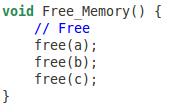 void Free_Memory() {
    // Free
    free(a);
    free(b);
    free(c);
}